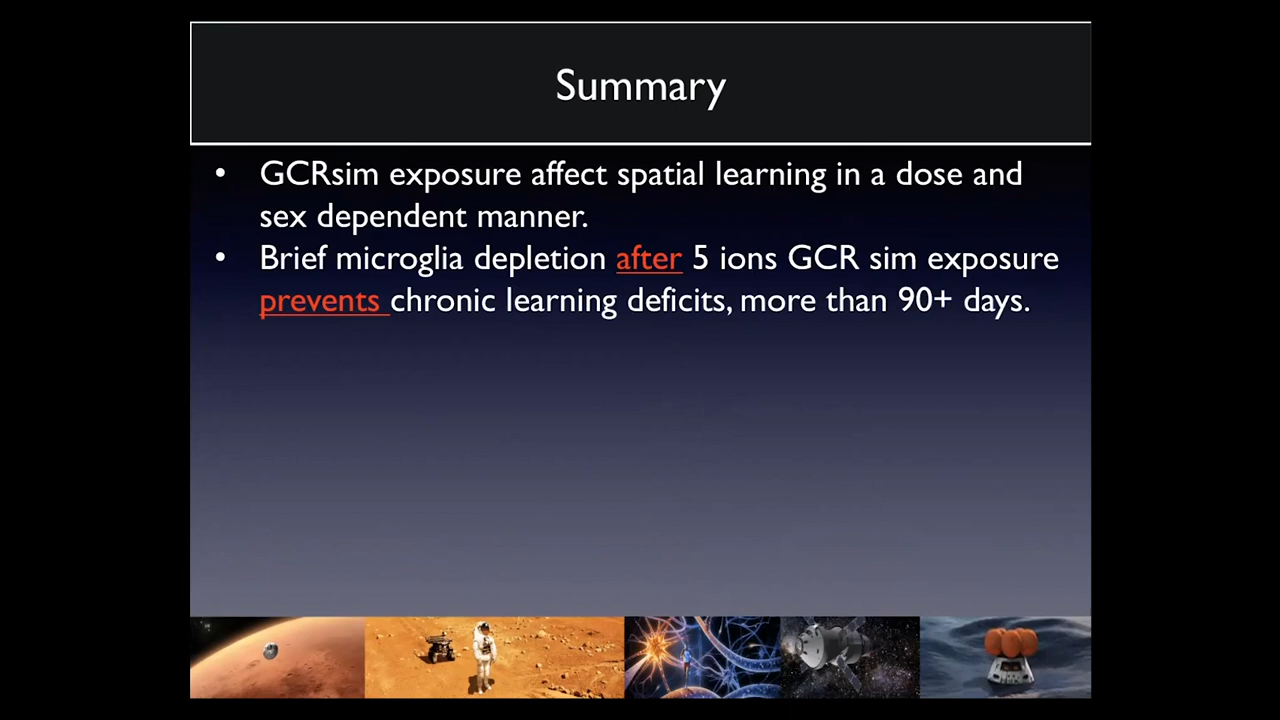 Summary
• GCRsim exposure affect spatial learning in a dose and
sex dependent manner.
• Brief microglia depletion after 5 ions GCR sim exposure
prevents chronic learning deficits, more than 90+ days.